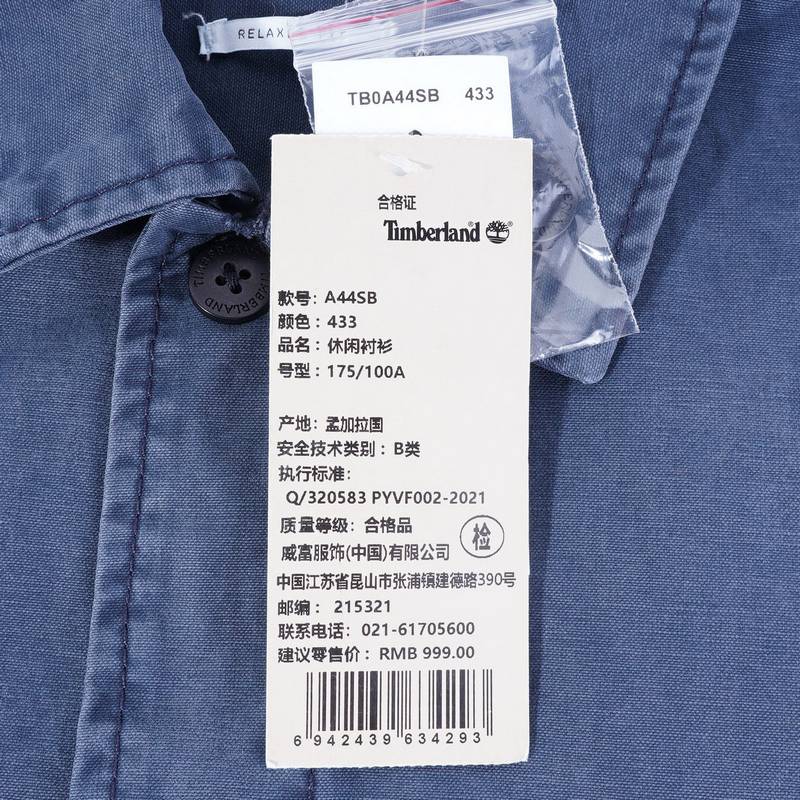 RELAX
TB0A44SB 433
合格证
Timberland®
款号: A44SB
颜色: 433
品名: 休闲衬衫
号型: 175/100A
产地: 孟加拉国
安全技术类别: B类
执行标准:
Q/320583 PYVF002-2021
质量等级: 合格品
检
威富服饰(中国)有限公司
中国江苏省昆山市张浦镇建德路390号
邮编: 215321
联系电话: 021-61705600
建议零售价: RMB 999.00
6 942439 634293
TIMBERLAND